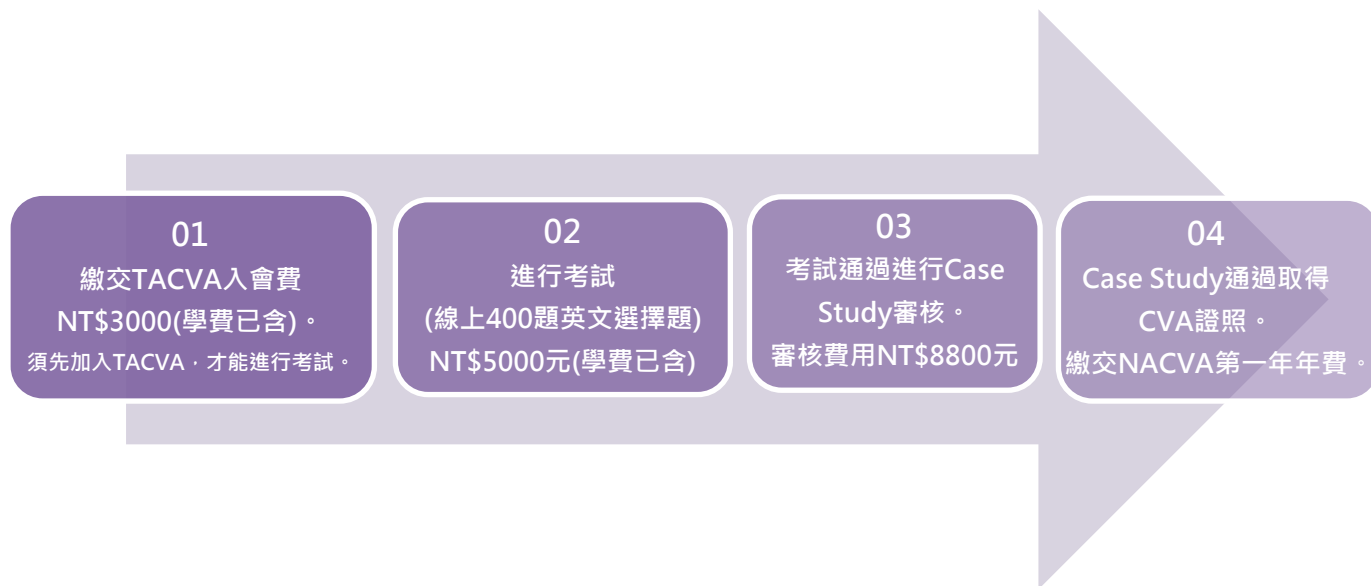 01
繳交TACVA入會費
NT$3000(學費已含)。
須先加入TACVA，才能進行考試。
02
進行考試
(線上400題英文選擇題)
NT$5000元(學費已含)
03
考試通過進行Case
Study審核。
審核費用NT$8800元
04
Case Study通過取得
CVA證照。
繳交NACVA第一年年費。